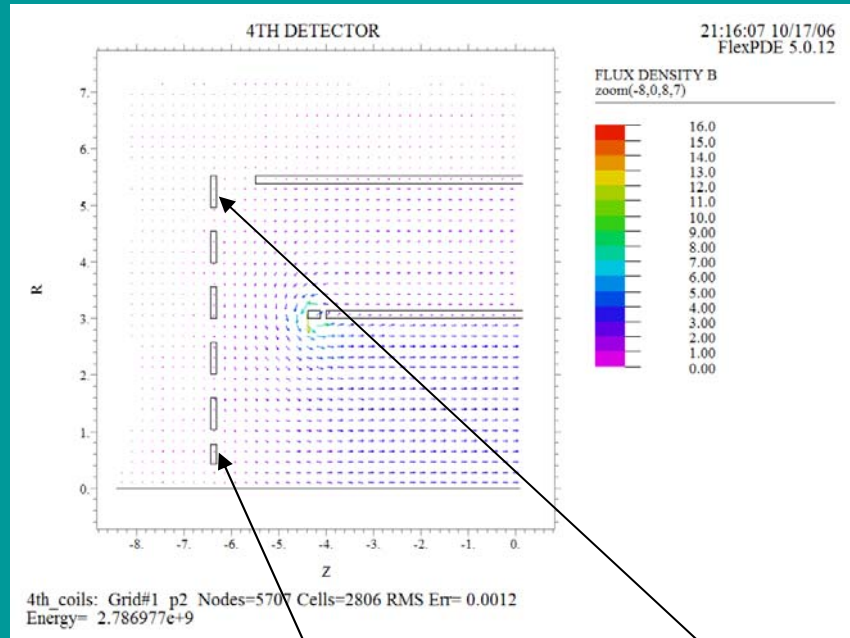 4TH DETECTOR
21:16:07 10/17/06
FlexPDE 5.0.12
FLUX DENSITY B
zoom(-8,0,8,7)
16.0
15.0
14.0
13.0
12.0
11.0
10.0
9.00
8.00
7.00
6.00
5.00
4.00
3.00
2.00
1.00
0.00
7.
6.
5.
4.
3.
2.
1.
0.
R
-8. -7. -6. -5. -4. -3. -2. -1. 0.
Z
4th_coils: Grid#1 p2 Nodes=5707 Cells=2806 RMS Err= 0.0012
Energy= 2.786977e+9